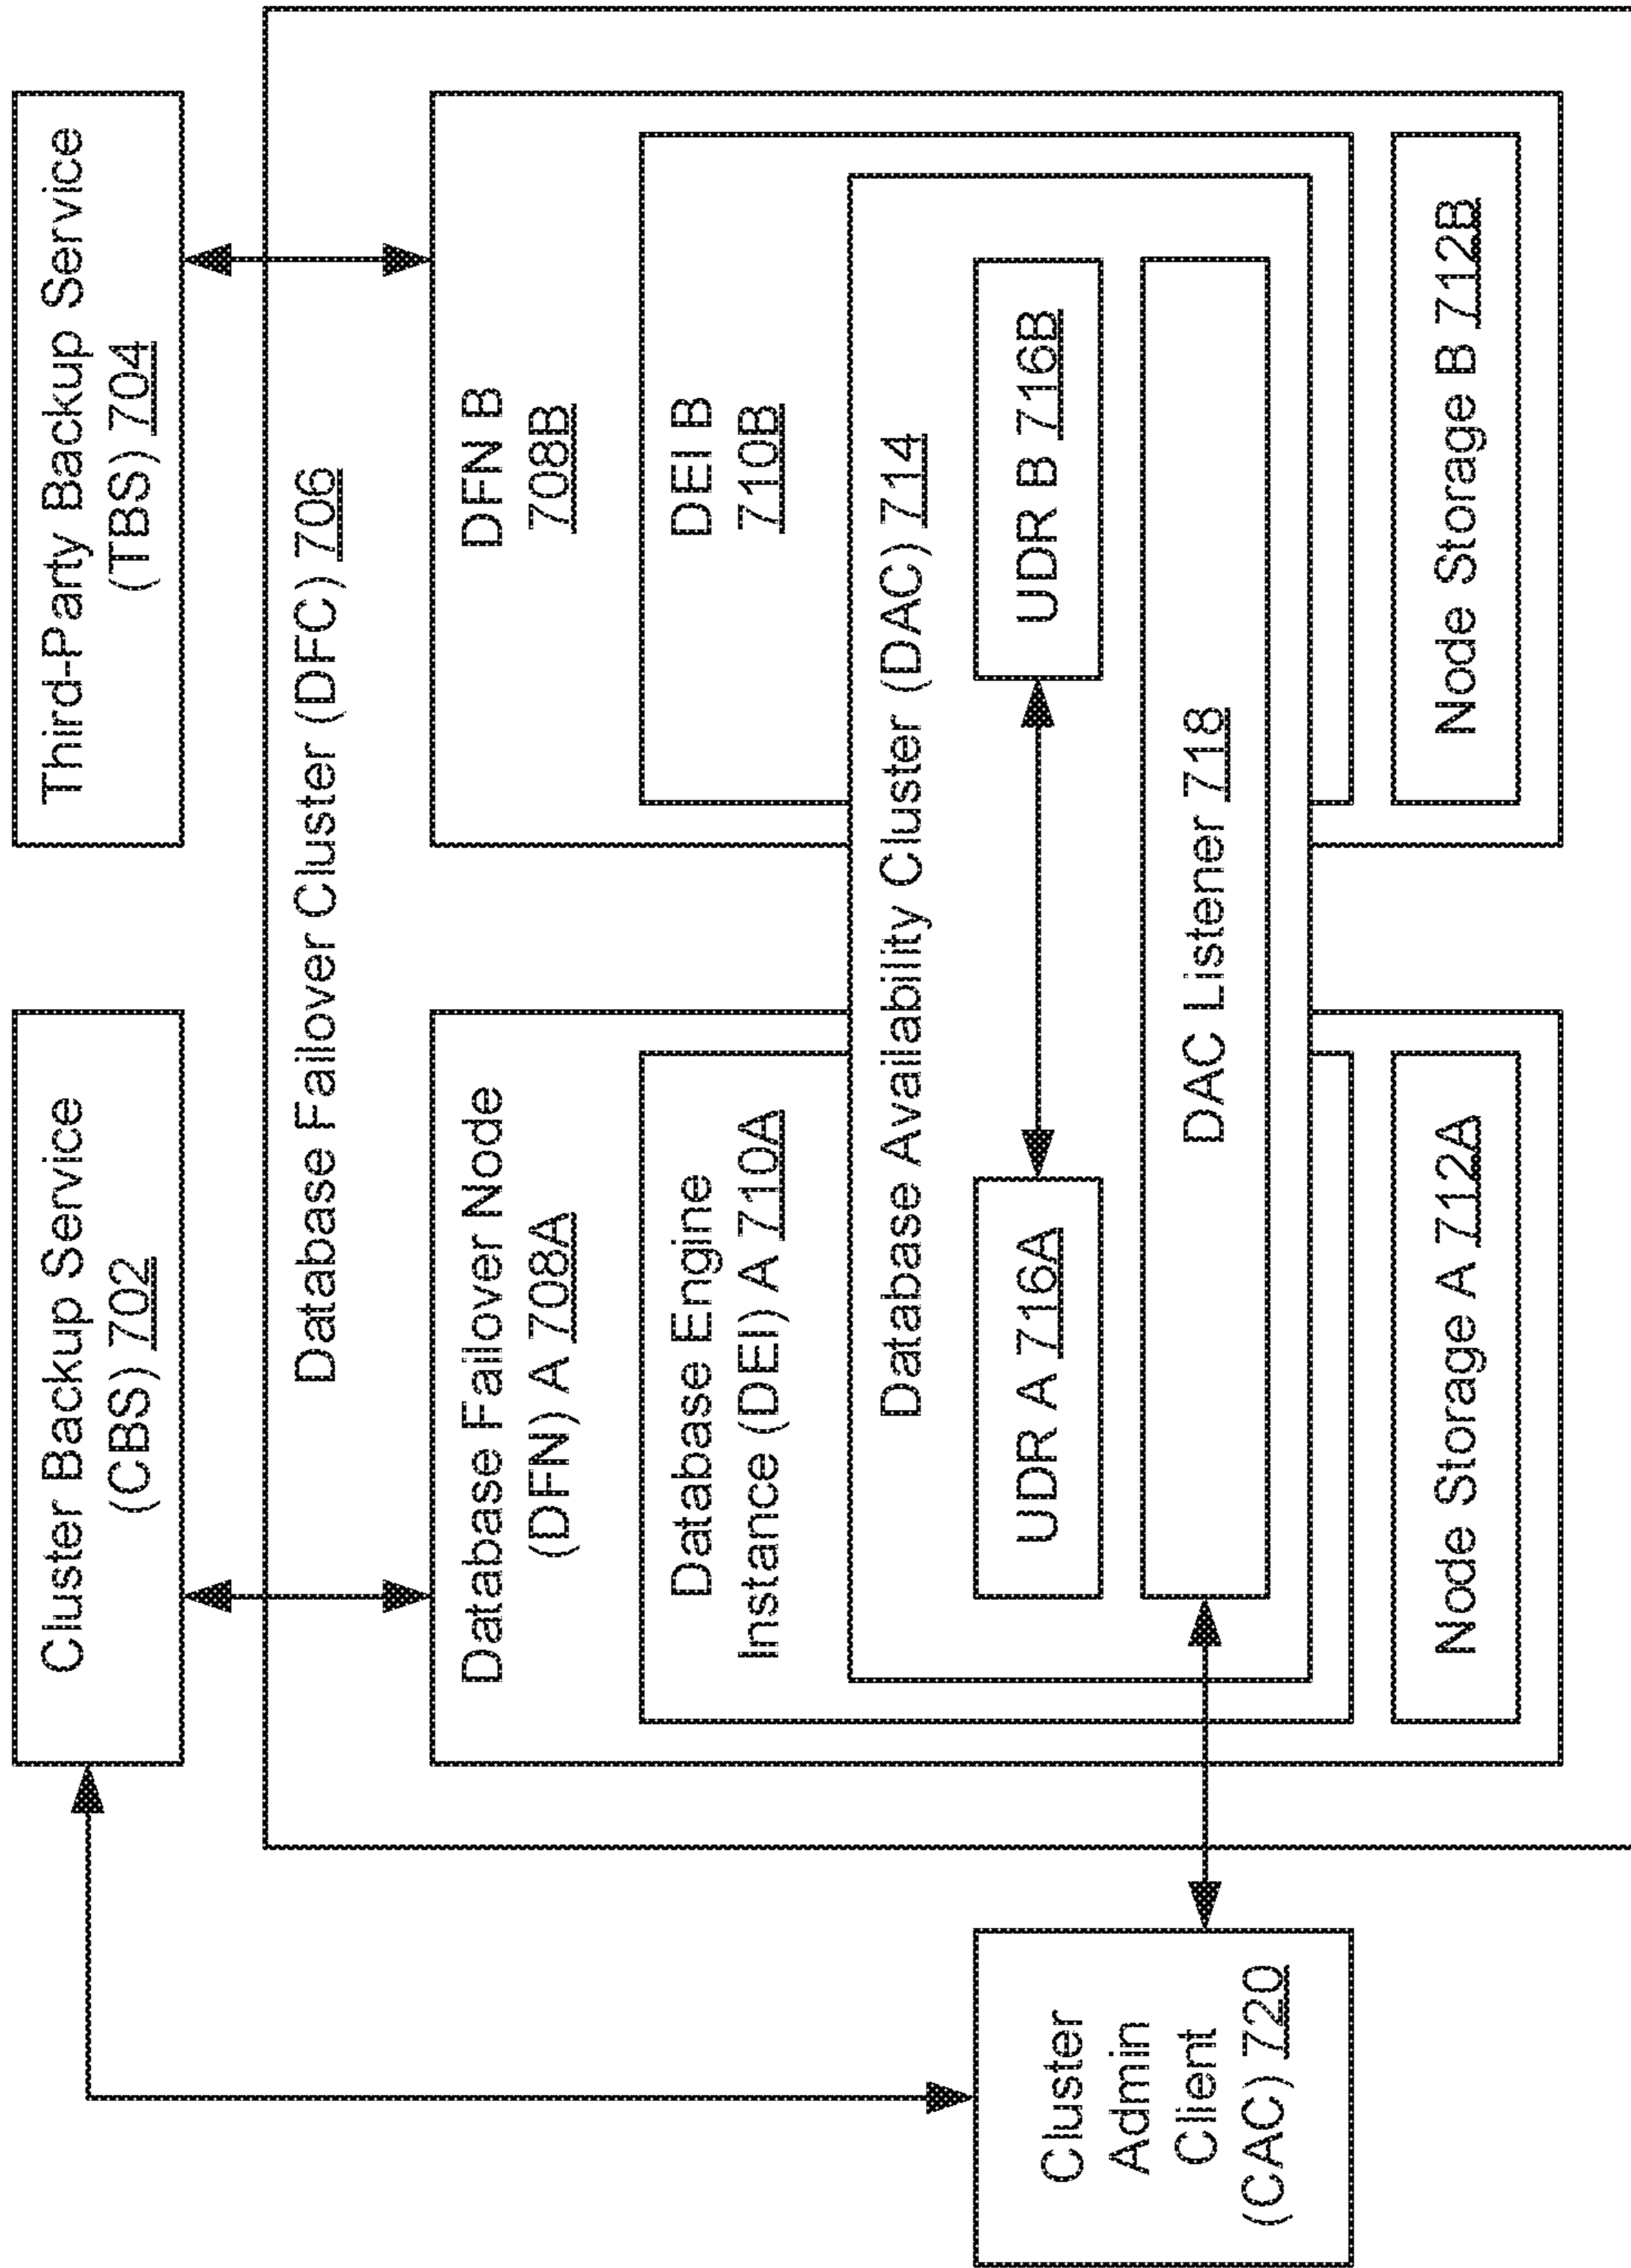 Cluster Backup Service
(CBS) 702
Third-Party Backup Service
(TBS) 704
Database Failover Cluster (DFC) 706
Database Failover Node
(DFN) A 708A
DFN B
708B
Database Engine
Instance (DEI) A 710A
DEI B
710B
Database Availability Cluster (DAC) 714
UDR A 716A
UDR B 716B
DAC Listener 718
Node Storage A 712A
Node Storage B 712B
Cluster
Admin
Client
(CAC) 720